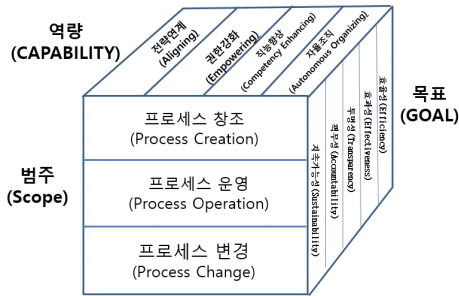 역량
(CAPABILITY)
전략연계
(Aligning)
권한강화
(Empowering)
직능향상
(Competency Enhancing)
자율조직
(Autonomous Organizing)
목표
(GOAL)
범주
(Scope)
프로세스 창조
(Process Creation)
프로세스 운영
(Process Operation)
프로세스 변경
(Process Change)
지속가능성(Sustainability)
책무성(Accountability)
투명성(Transparency)
효과성(Effectiveness)
효율성(Efficiency)